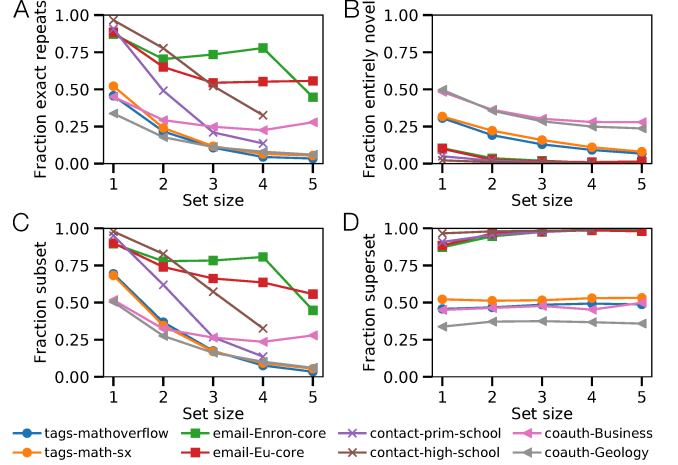 A
B
Fraction exact repeats
1.00
0.75
0.50
0.25
0.00
1 2 3 4 5
Set size
Fraction entirely novel
1.00
0.75
0.50
0.25
0.00
1 2 3 4 5
Set size
C
D
Fraction subset
1.00
0.75
0.50
0.25
0.00
1 2 3 4 5
Set size
Fraction superset
1.00
0.75
0.50
0.25
0.00
1 2 3 4 5
Set size
tags-mathoverflow email-Enron-core contact-prim-school coauth-Business
tags-math-sx email-Eu-core contact-high-school coauth-Geology